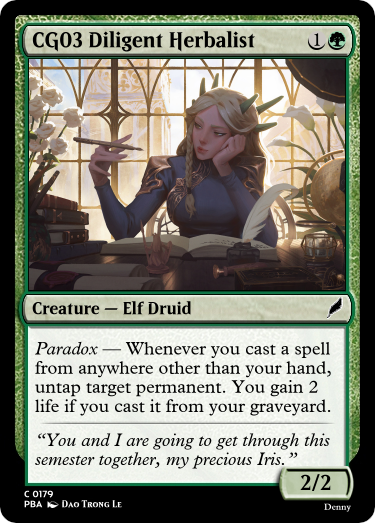 CG03 Diligent Herbalist 1
Creature — Elf Druid
Paradox — Whenever you cast a spell
from anywhere other than your hand,
untap target permanent. You gain 2
life if you cast it from your graveyard.
“You and I are going to get through this
semester together, my precious Iris.”
2/2
C 0179
PBA Dao Trong Le
Denny